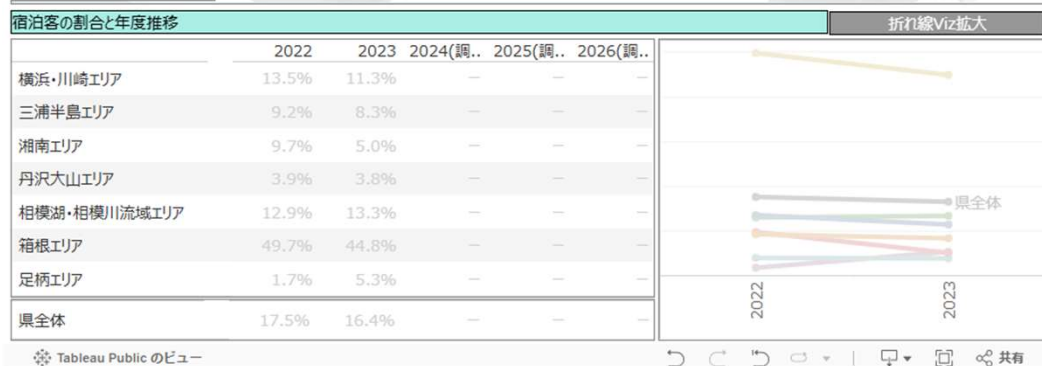 宿泊客の割合と年度推移 折れ線Viz拡大
2022 2023 2024(調.. 2025(調.. 2026(調..
横浜・川崎エリア 13.5% 11.3% — — —
三浦半島エリア 9.2% 8.3% — — —
湘南エリア 9.7% 5.0% — — —
丹沢大山エリア 3.9% 3.8% — — —
相模湖・相模川流域エリア 12.9% 13.3% — — —
箱根エリア 49.7% 44.8% — — —
足柄エリア 1.7% 5.3% — — —
県全体 17.5% 16.4% — — —
県全体
2022 2023
Tableau Public のビュー 共有